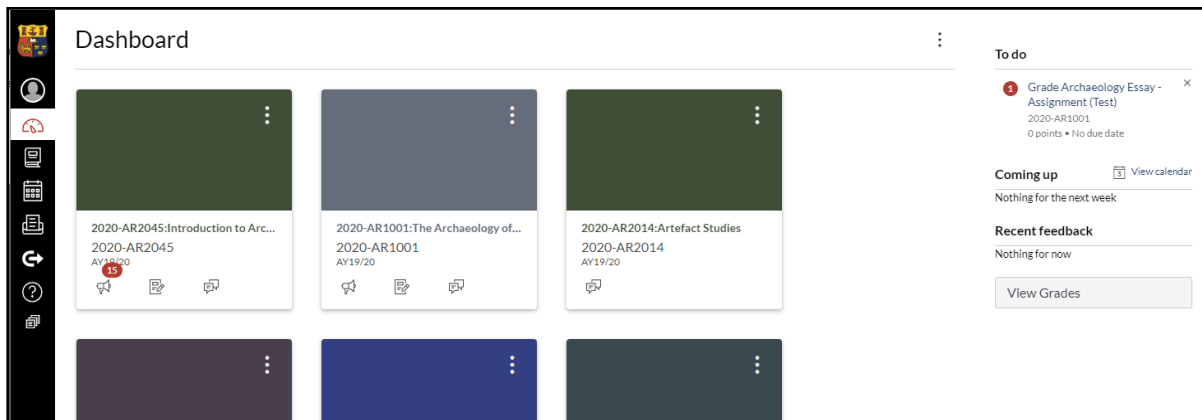 Dashboard
2020-AR2045:Introduction to Arc...
2020-AR2045
AY19/20
15
2020-AR1001:The Archaeology of...
2020-AR1001
AY19/20
2020-AR2014:Artefact Studies
2020-AR2014
AY19/20
To do
1
Grade Archaeology Essay -
Assignment (Test)
2020-AR1001
0 points • No due date
Coming up
3 View calendar
Nothing for the next week
Recent feedback
Nothing for now
View Grades